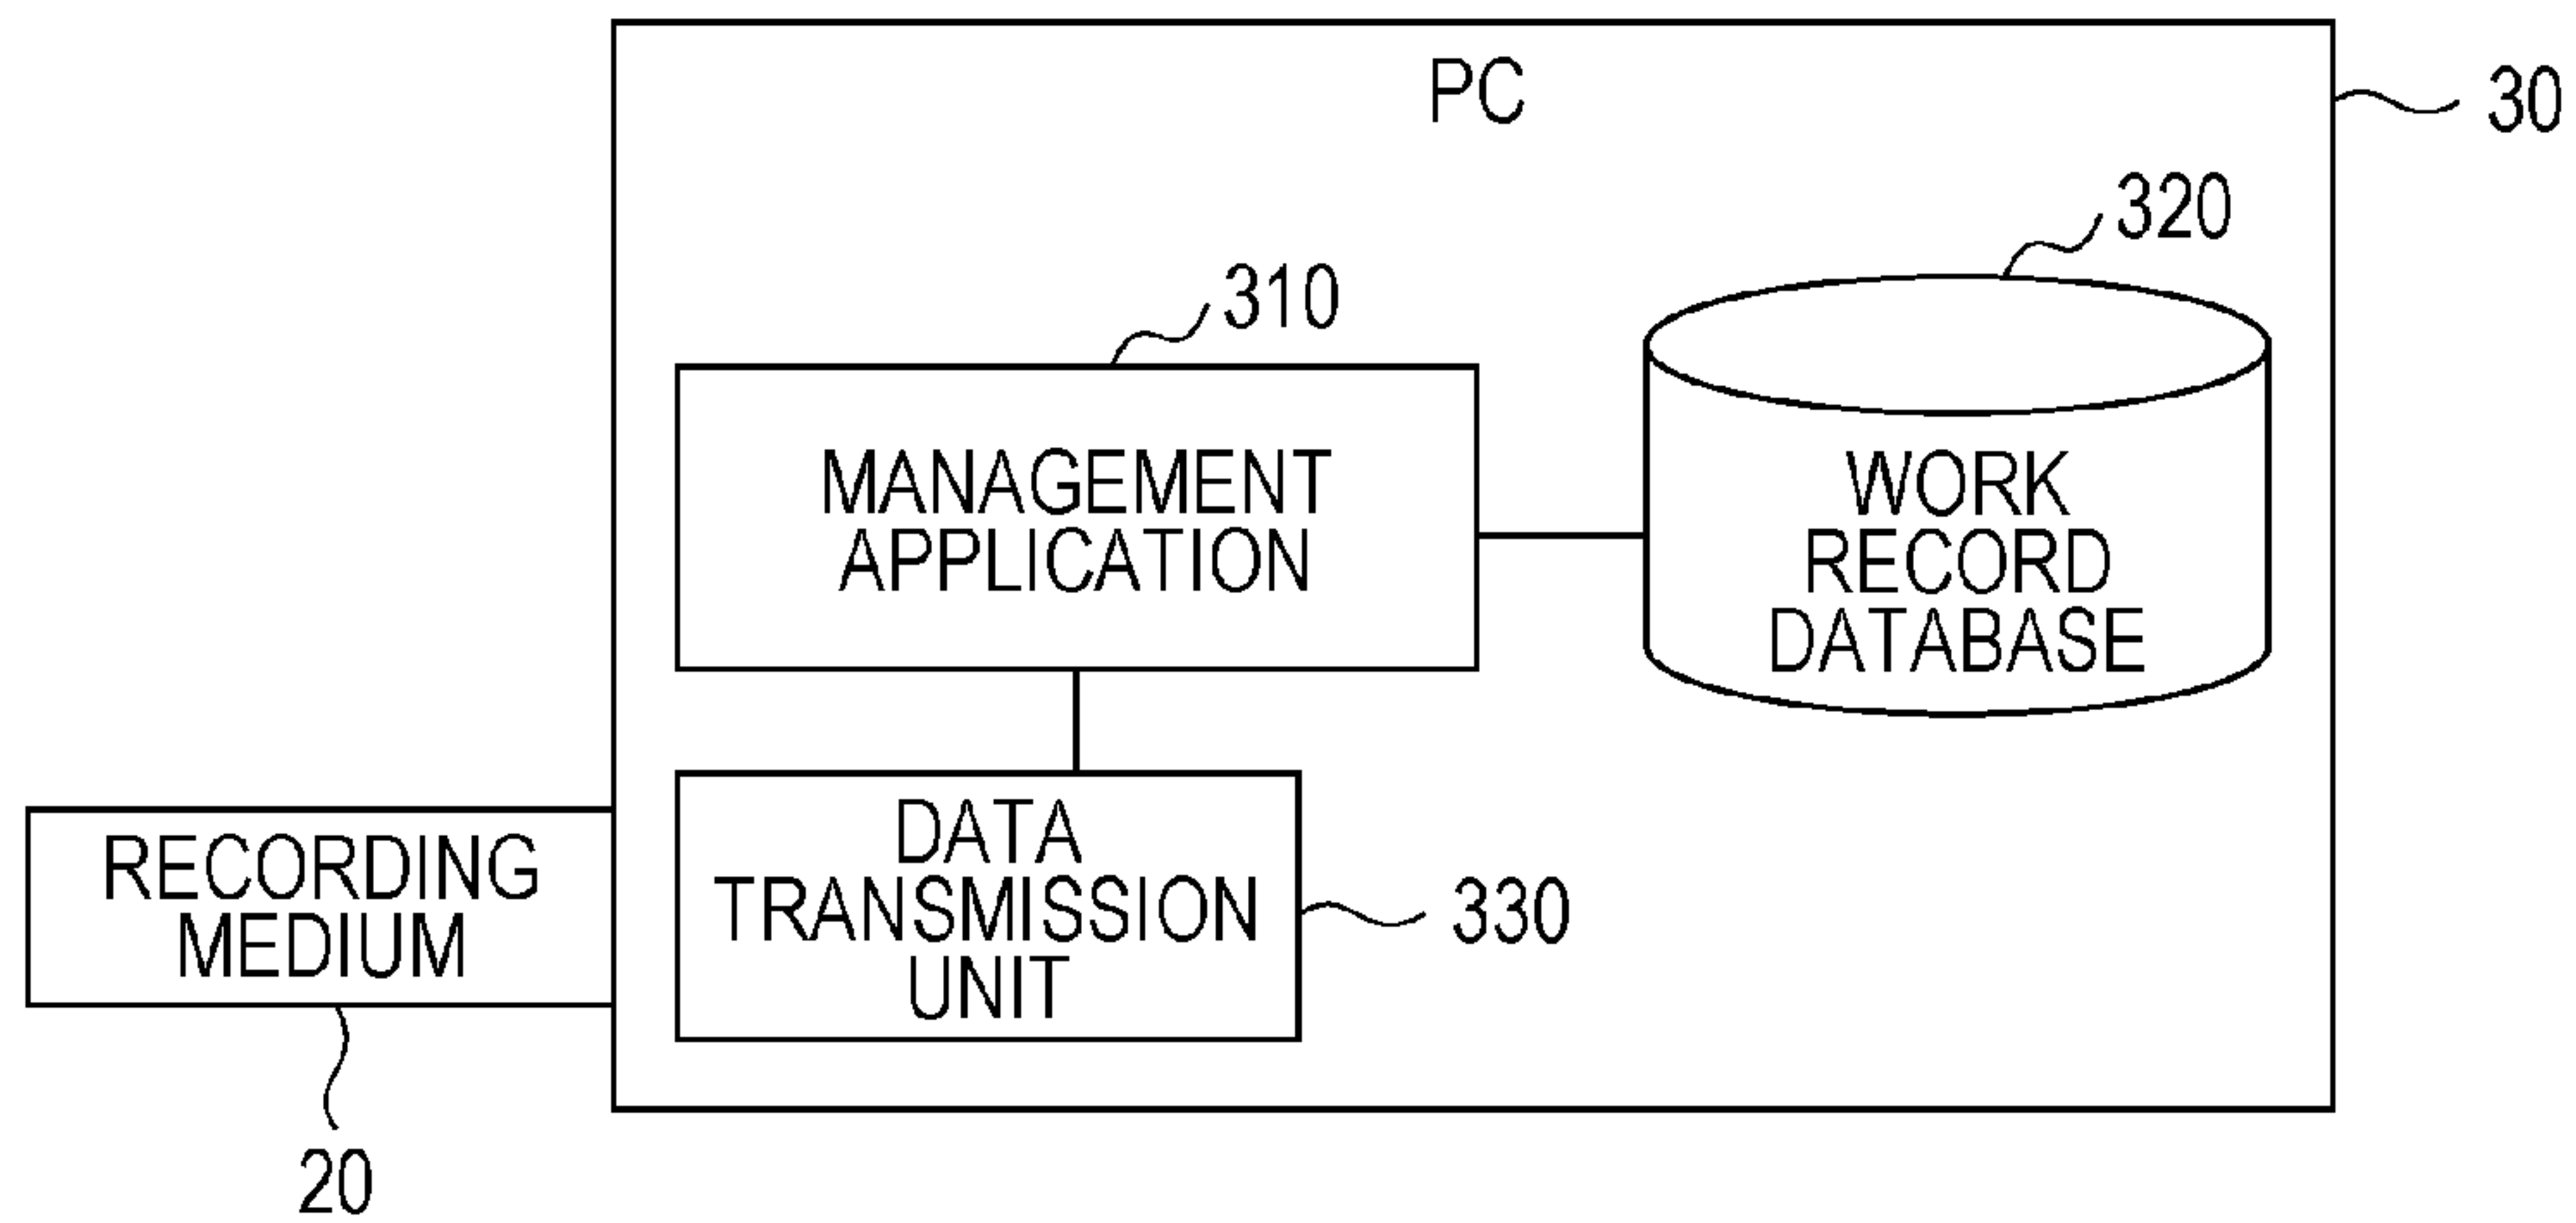 PC
30
320
310
MANAGEMENT
APPLICATION
WORK
RECORD
DATABASE
DATA
TRANSMISSION
UNIT
330
RECORDING
MEDIUM
20